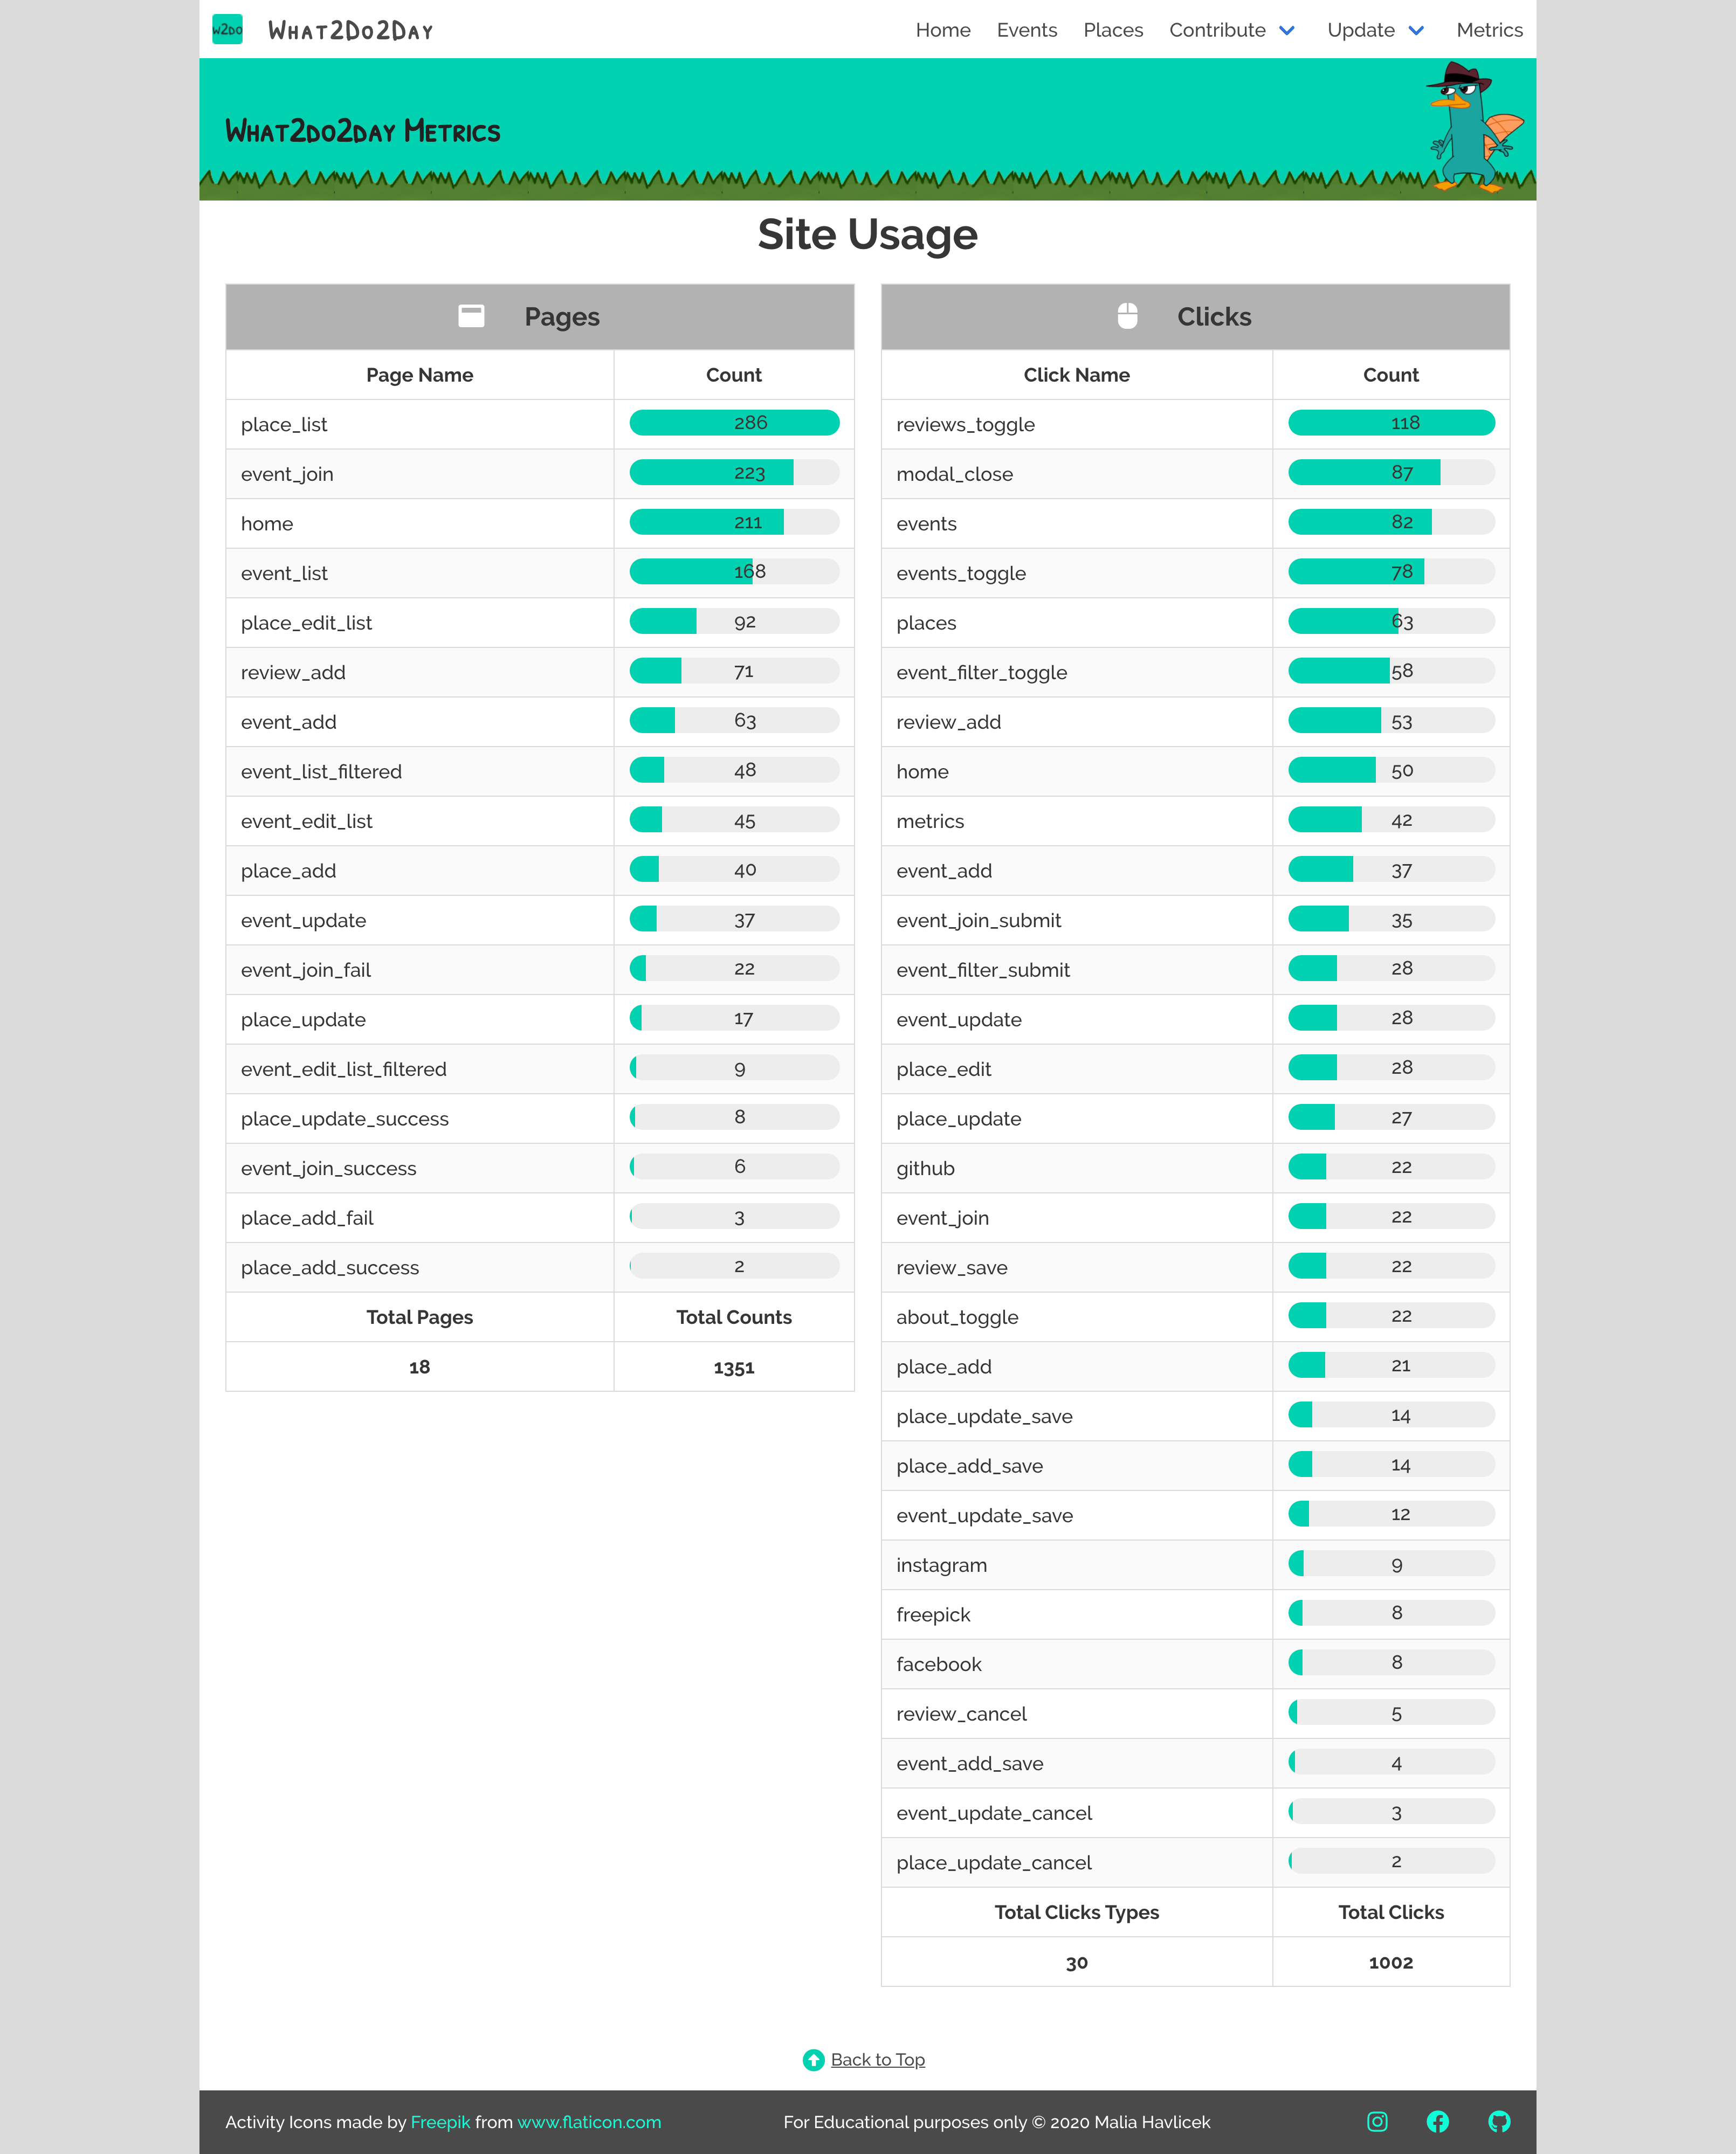 W2DO What2Do2Day Home Events Places Contribute Update Metrics
What2do2day Metrics
Site Usage
Pages
Page Name Count
place_list 286
event_join 223
home 211
event_list 168
place_edit_list 92
review_add 71
event_add 63
event_list_filtered 48
event_edit_list 45
place_add 40
event_update 37
event_join_fail 22
place_update 17
event_edit_list_filtered 9
place_update_success 8
event_join_success 6
place_add_fail 3
place_add_success 2
Total Pages Total Counts
18 1351
Clicks
Click Name Count
reviews_toggle 118
modal_close 87
events 82
events_toggle 78
places 63
event_filter_toggle 58
review_add 53
home 50
metrics 42
event_add 37
event_join_submit 35
event_filter_submit 28
event_update 28
place_edit 28
place_update 27
github 22
event_join 22
review_save 22
about_toggle 22
place_add 21
place_update_save 14
place_add_save 14
event_update_save 12
instagram 9
freepick 8
facebook 8
review_cancel 5
event_add_save 4
event_update_cancel 3
place_update_cancel 2
Total Clicks Types Total Clicks
30 1002
Back to Top
Activity Icons made by Freepik from www.flaticon.com For Educational purposes only © 2020 Malia Havlicek